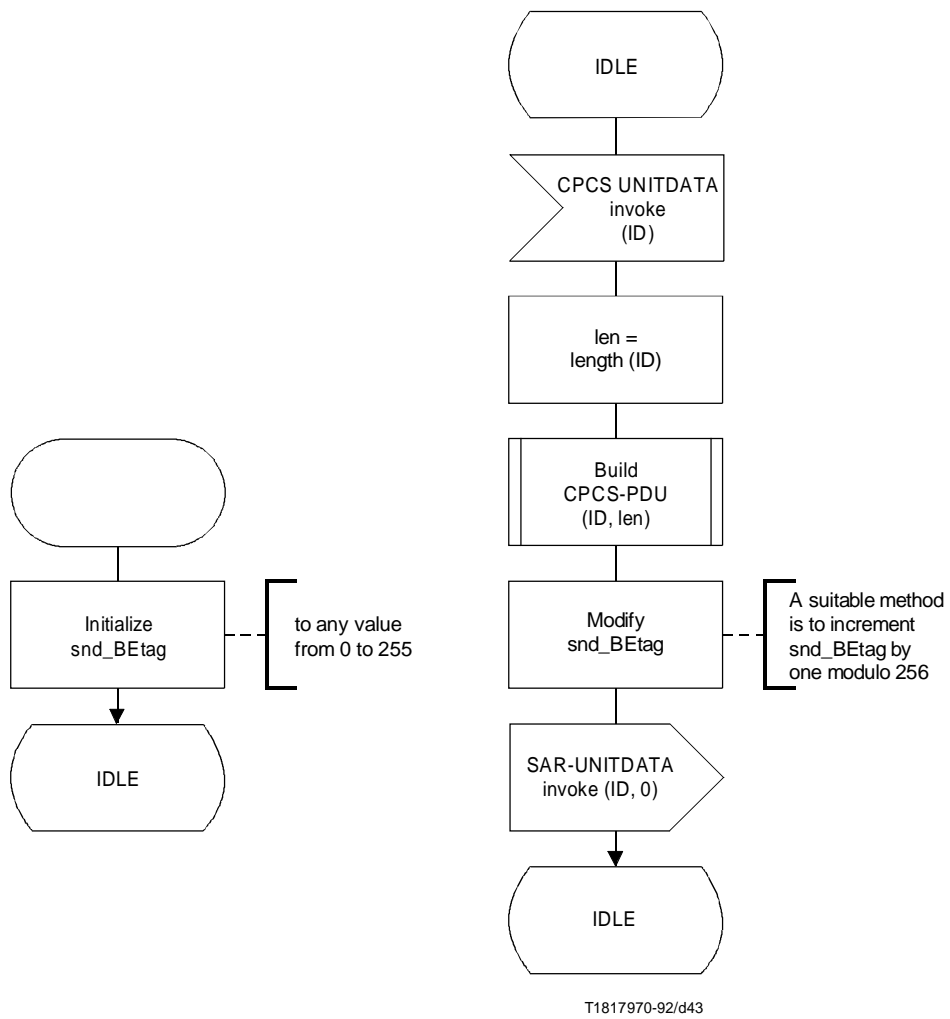 Initialize
snd_BEtag
to any value
from 0 to 255
IDLE
IDLE
CPCS UNITDATA
invoke
(ID)
len =
length (ID)
Build
CPCS-PDU
(ID, len)
Modify
snd_BEtag
A suitable method
is to increment
snd_BEtag by
one modulo 256
SAR-UNITDATA
invoke (ID, 0)
IDLE
T1817970-92/d43